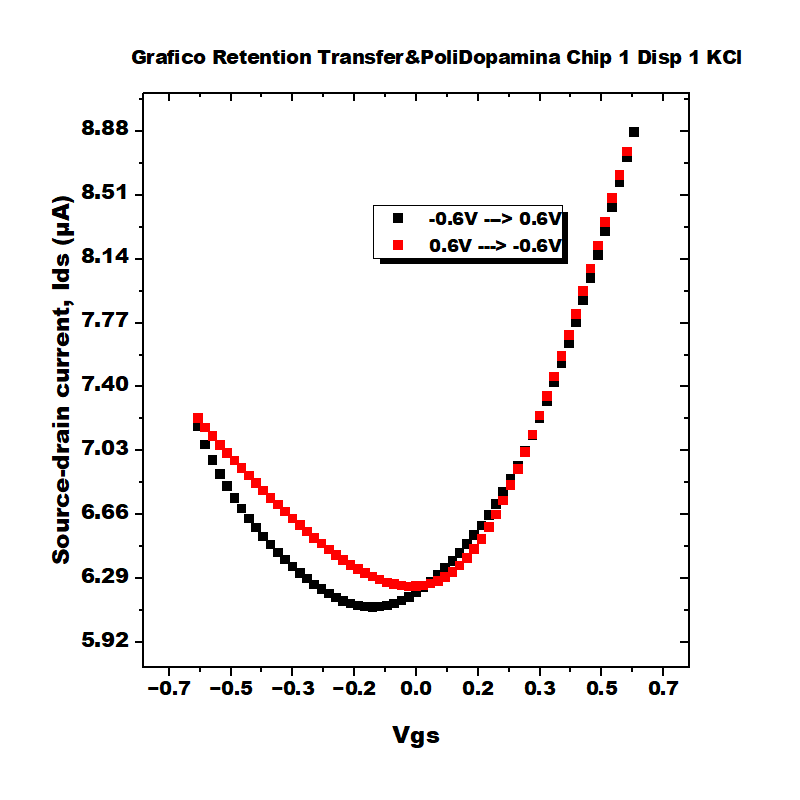 Grafico Retention Transfer&PoliDopamina Chip 1 Disp 1 KCl
8.88
8.51
8.14
7.77
7.40
7.03
6.66
6.29
5.92
Source-drain current, Ids (µA)
-0.6V ---> 0.6V
0.6V ---> -0.6V
−0.7 −0.5 −0.3 −0.2 0.0 0.2 0.3 0.5 0.7
Vgs